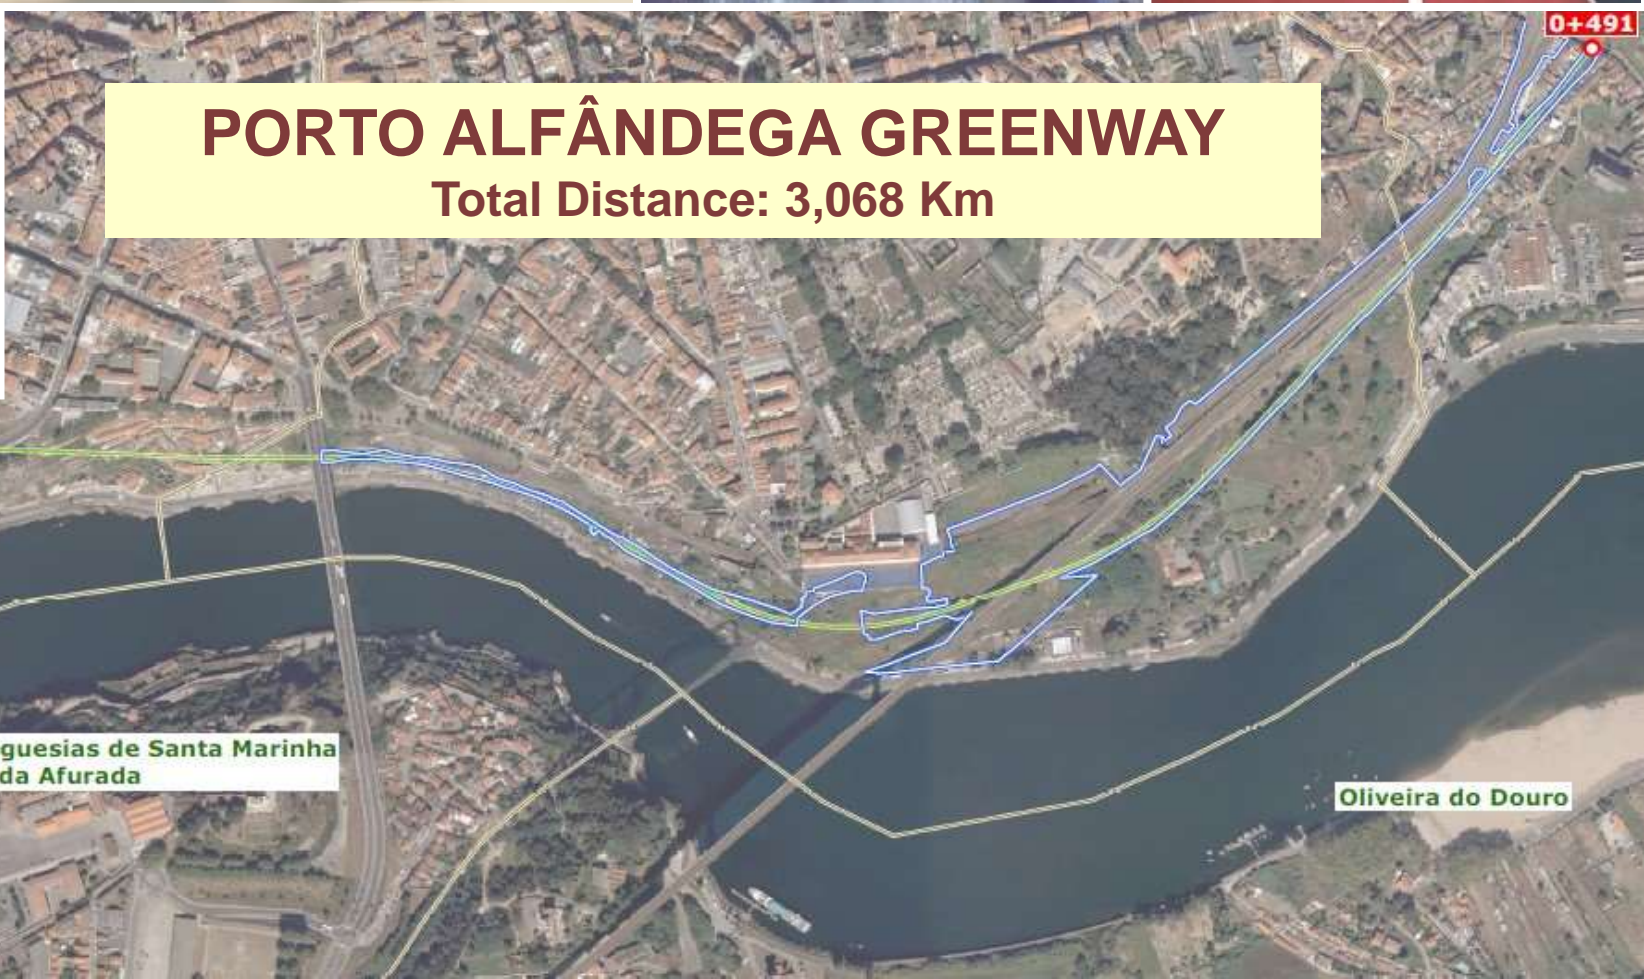 0+491
PORTO ALFÂNDEGA GREENWAY
Total Distance: 3,068 Km
guesias de Santa Marinha
da Afurada
Oliveira do Douro